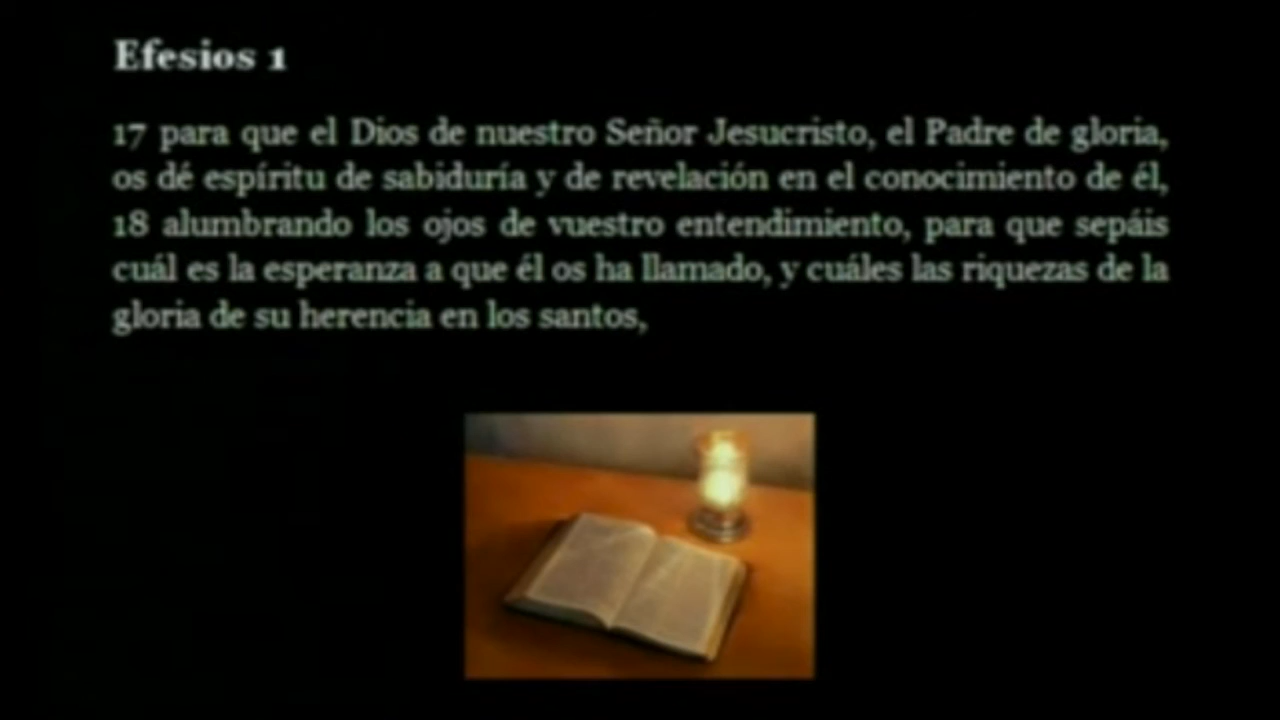 Efesios 1
17 para que el Dios de nuestro Señor Jesucristo, el Padre de gloria,
os dé espíritu de sabiduría y de revelación en el conocimiento de él,
18 alumbrando los ojos de vuestro entendimiento, para que sepáis
cuál es la esperanza a que él os ha llamado, y cuáles las riquezas de la
gloria de su herencia en los santos,